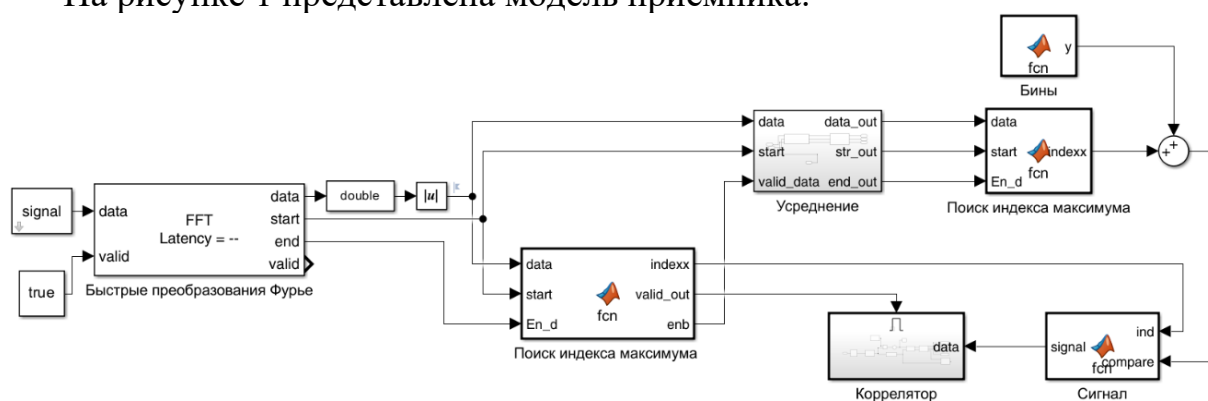 На рисунке 1 представлена модель приемника.
y
fcn
Бины
data
data_out
data
start
str_out
start
indexx
fcn
valid_data
end_out
En_d
Усреднение
Поиск индекса максимума
signal
data
FFT
Latency = --
valid
data
start
end
valid
double
|u|
true
Быстрые преобразования Фурье
data
indexx
start
valid_out
fcn
En_d
enb
Поиск индекса максимума
data
Коррелятор
ind
signal
fcn
compare
Сигнал